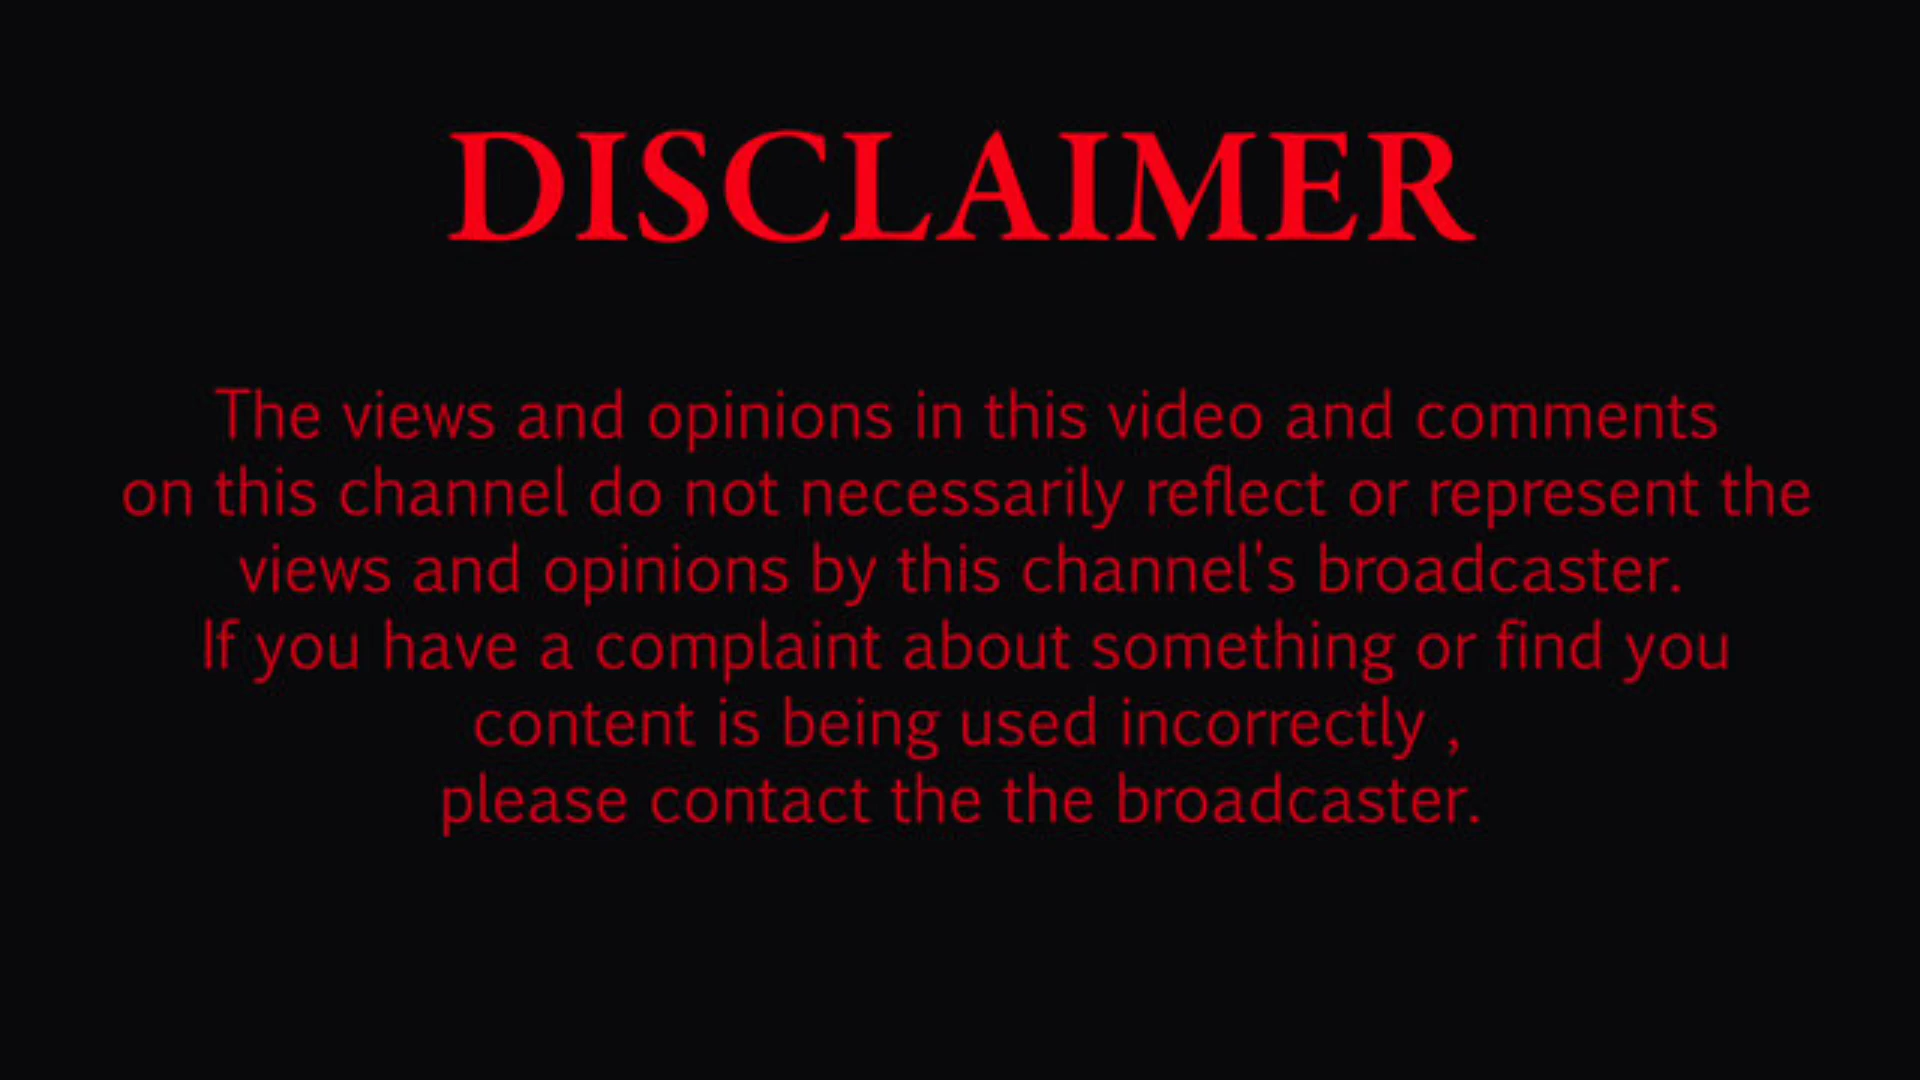 DISCLAIMER
The views and opinions in this video and comments
on this channel do not necessarily reflect or represent the
views and opinions by this channel's broadcaster.
If you have a complaint about something or find you
content is being used incorrectly ,
please contact the the broadcaster.